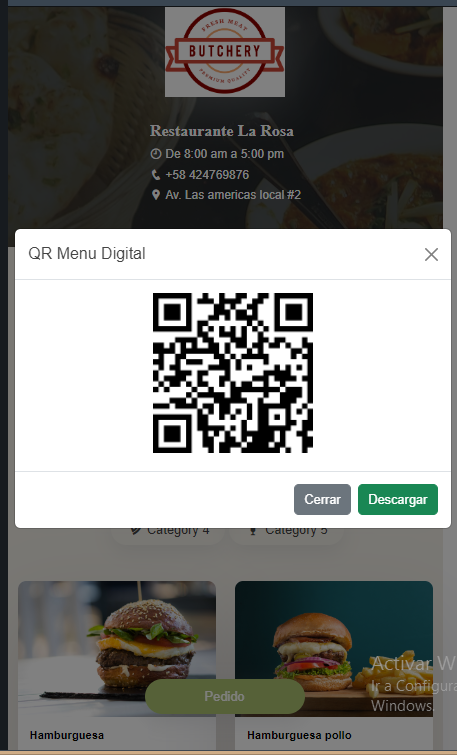 FRESH MEAT
BUTCHERY
PREMIUM QUALITY
Restaurante La Rosa
De 8:00 am a 5:00 pm
+58 424769876
Av. Las americas local #2
QR Menu Digital
Cerrar
Descargar
Category 4
Category 5
Activar W
Ir a Configura
Windows.
Pedido
Hamburguesa
Hamburguesa pollo